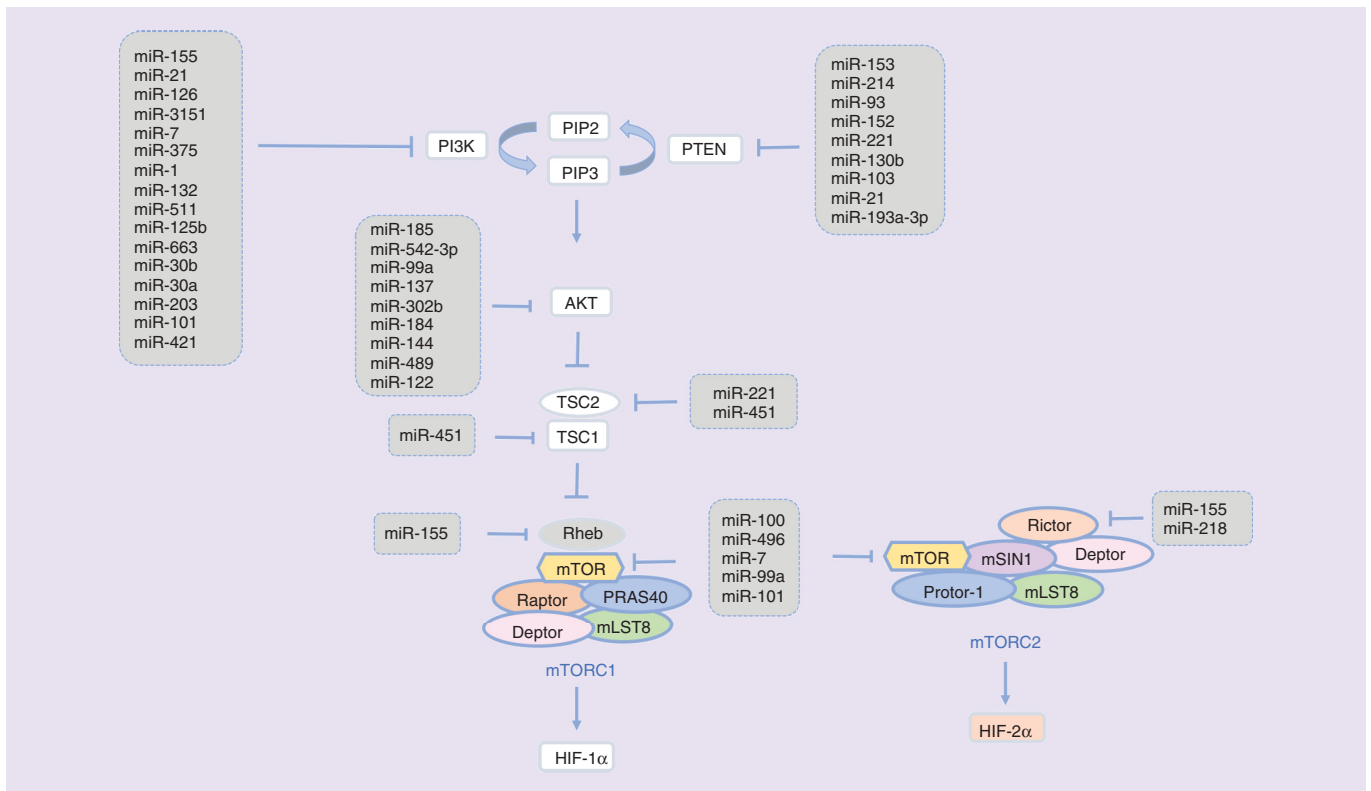 miR-155
miR-21
miR-126
miR-3151
miR-7
miR-375
miR-1
miR-132
miR-511
miR-125b
miR-663
miR-30b
miR-30a
miR-203
miR-101
miR-421
PI3K
PIP2
PIP3
PTEN
miR-153
miR-214
miR-93
miR-152
miR-221
miR-130b
miR-103
miR-21
miR-193a-3p
miR-185
miR-542-3p
miR-99a
miR-137
miR-302b
miR-184
miR-144
miR-489
miR-122
AKT
TSC2
miR-221
miR-451
miR-451
TSC1
miR-155
Rheb
mTOR
Raptor
PRAS40
Deptor
mLST8
mTORC1
HIF-1α
miR-100
miR-496
miR-7
miR-99a
miR-101
Rictor
mTOR
mSIN1
Deptor
Protor-1
mLST8
miR-155
miR-218
mTORC2
HIF-2α